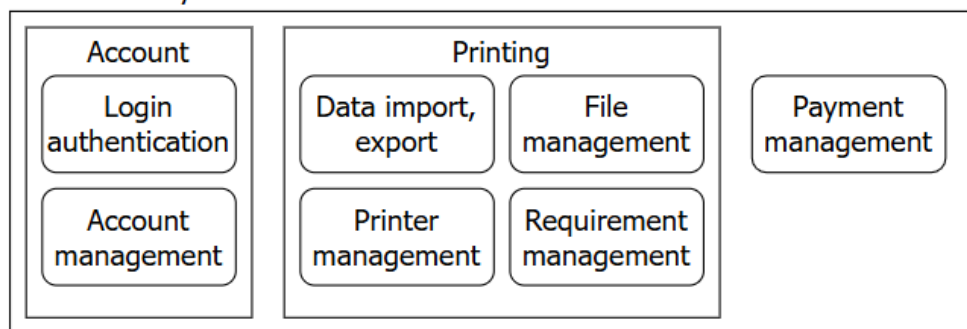 Account
Login
authentication
Account
management
Printing
Data import,
export
File
management
Printer
management
Requirement
management
Payment
management